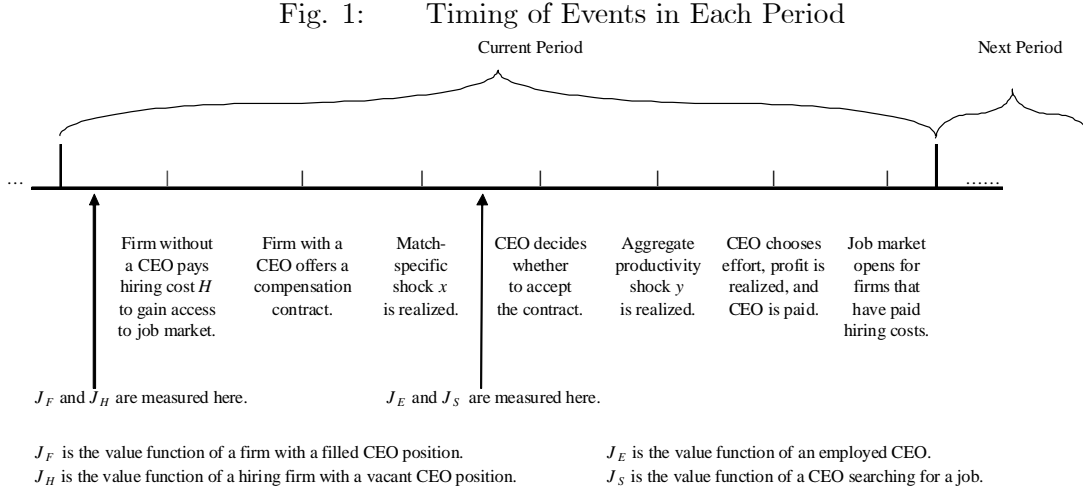 Fig. 1: Timing of Events in Each Period
Current Period
Next Period
...
......
Firm without
a CEO pays
hiring cost H
to gain access
to job market.
Firm with a
CEO offers a
compensation
contract.
Match-
specific
shock x
is realized.
CEO decides
whether
to accept
the contract.
Aggregate
productivity
shock y
is realized.
CEO chooses
effort, profit is
realized, and
CEO is paid.
Job market
opens for
firms that
have paid
hiring costs.
J_F and J_H are measured here.
J_E and J_S are measured here.
J_F is the value function of a firm with a filled CEO position.
J_H is the value function of a hiring firm with a vacant CEO position.
J_E is the value function of an employed CEO.
J_S is the value function of a CEO searching for a job.